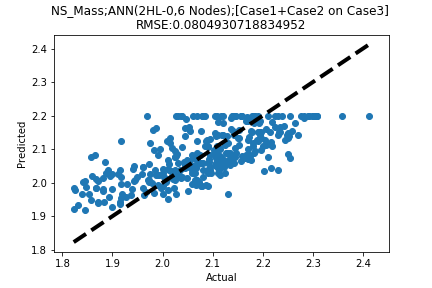 NS_Mass;ANN(2HL-0,6 Nodes);[Case1+Case2 on Case3]
RMSE:0.0804930718834952
2.4
2.3
2.2
2.1
2.0
1.9
1.8
Predicted
1.8 1.9 2.0 2.1 2.2 2.3 2.4
Actual